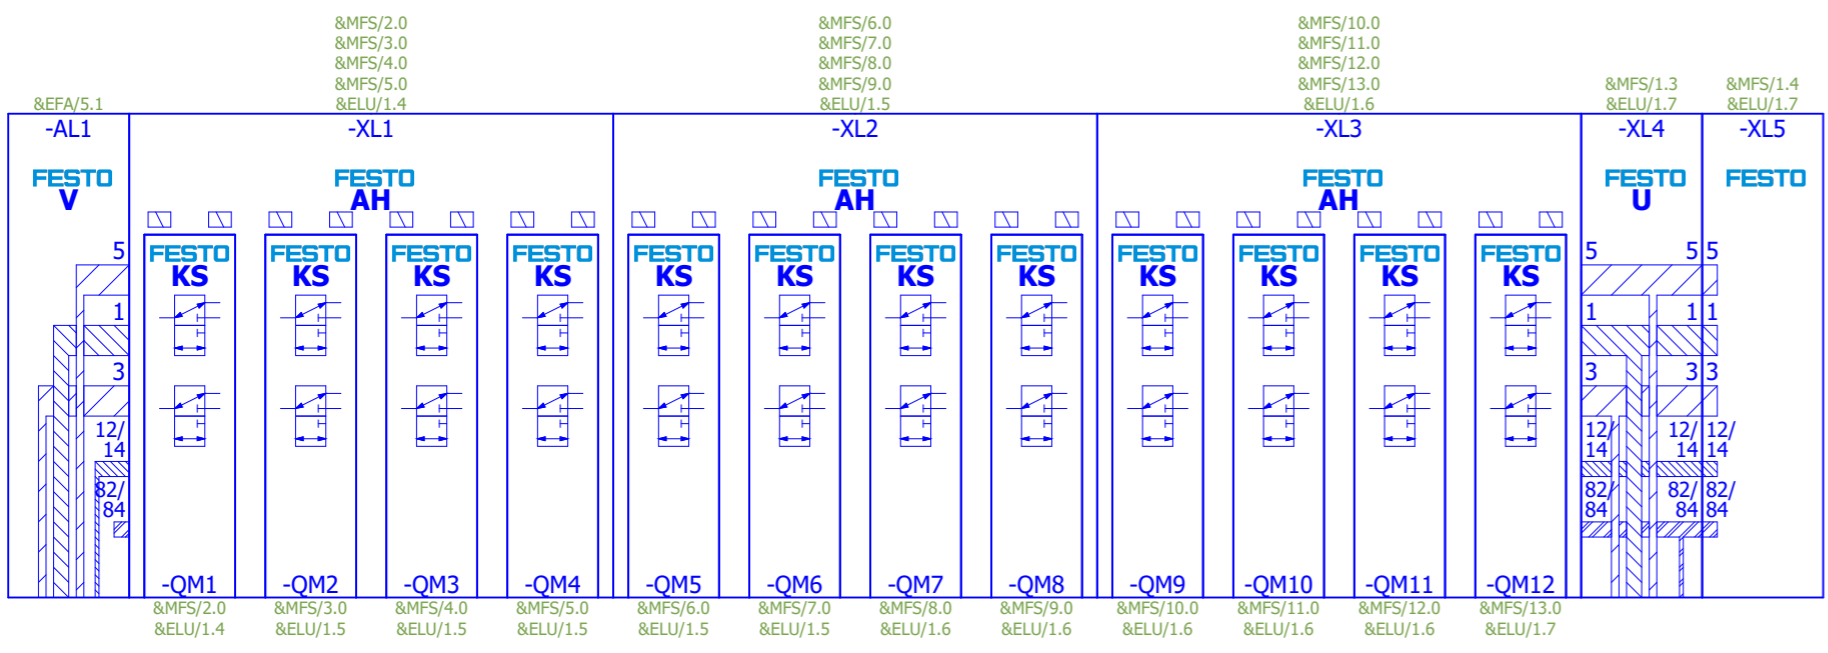 &MFS/2.0 &MFS/6.0 &MFS/10.0
&MFS/3.0 &MFS/7.0 &MFS/11.0
&MFS/4.0 &MFS/8.0 &MFS/12.0
&MFS/5.0 &MFS/9.0 &MFS/13.0 &MFS/1.3 &MFS/1.4
&EFA/5.1 &ELU/1.4 &ELU/1.5 &ELU/1.6 &ELU/1.7 &ELU/1.7
-AL1 -XL1 -XL2 -XL3 -XL4 -XL5
FESTO FESTO FESTO FESTO FESTO FESTO
V AH AH AH U
5 FESTO FESTO FESTO FESTO FESTO FESTO FESTO FESTO FESTO FESTO FESTO FESTO 5 5 5
KS KS KS KS KS KS KS KS KS KS KS KS
1 1 1 1
3 3 3 3
12/ 12/ 12/ 12/
14 14 14 14
82/ 82/ 82/ 82/
84 84 84 84
-QM1 -QM2 -QM3 -QM4 -QM5 -QM6 -QM7 -QM8 -QM9 -QM10 -QM11 -QM12
&MFS/2.0 &MFS/3.0 &MFS/4.0 &MFS/5.0 &MFS/6.0 &MFS/7.0 &MFS/8.0 &MFS/9.0 &MFS/10.0 &MFS/11.0 &MFS/12.0 &MFS/13.0
&ELU/1.4 &ELU/1.5 &ELU/1.5 &ELU/1.5 &ELU/1.5 &ELU/1.5 &ELU/1.6 &ELU/1.6 &ELU/1.6 &ELU/1.6 &ELU/1.6 &ELU/1.7